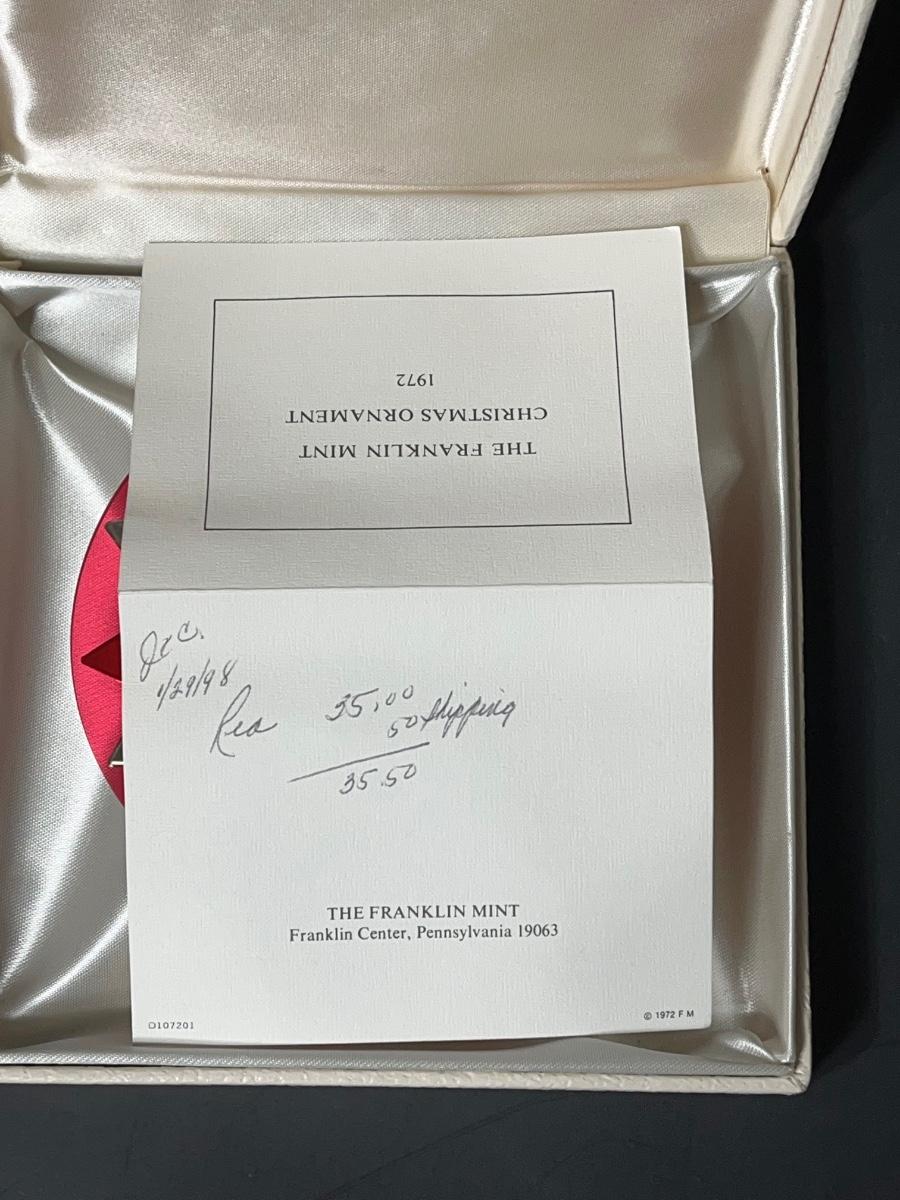 THE FRANKLIN MINT
CHRISTMAS ORNAMENT
1972
1/29/98
35.00
50 shipping
35.50
THE FRANKLIN MINT
Franklin Center, Pennsylvania 19063
D107201
© 1972 F M